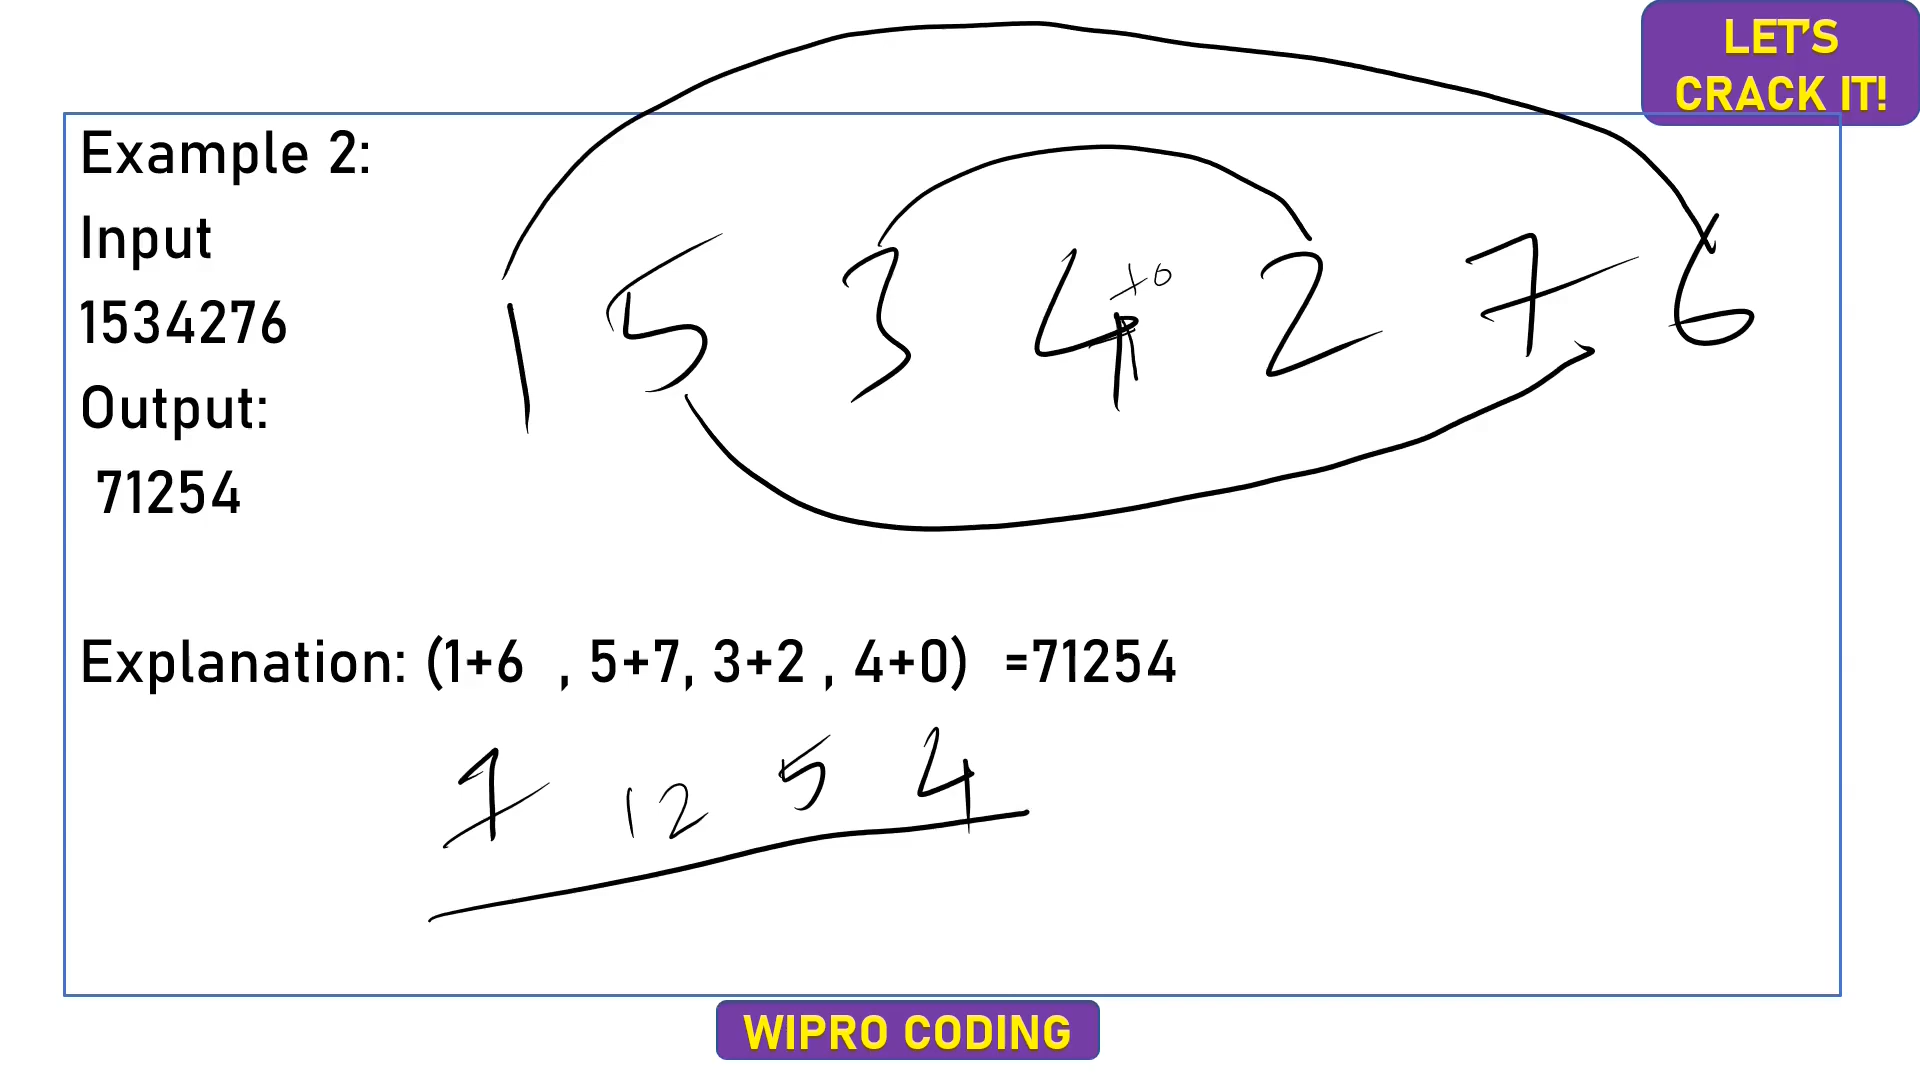 LET'S
CRACK IT!
Example 2:
Input
1534276
Output:
71254
1 5 3 4 +0 2 7 6
Explanation: (1+6 , 5+7, 3+2 , 4+0) =71254
7 12 5 4
WIPRO CODING